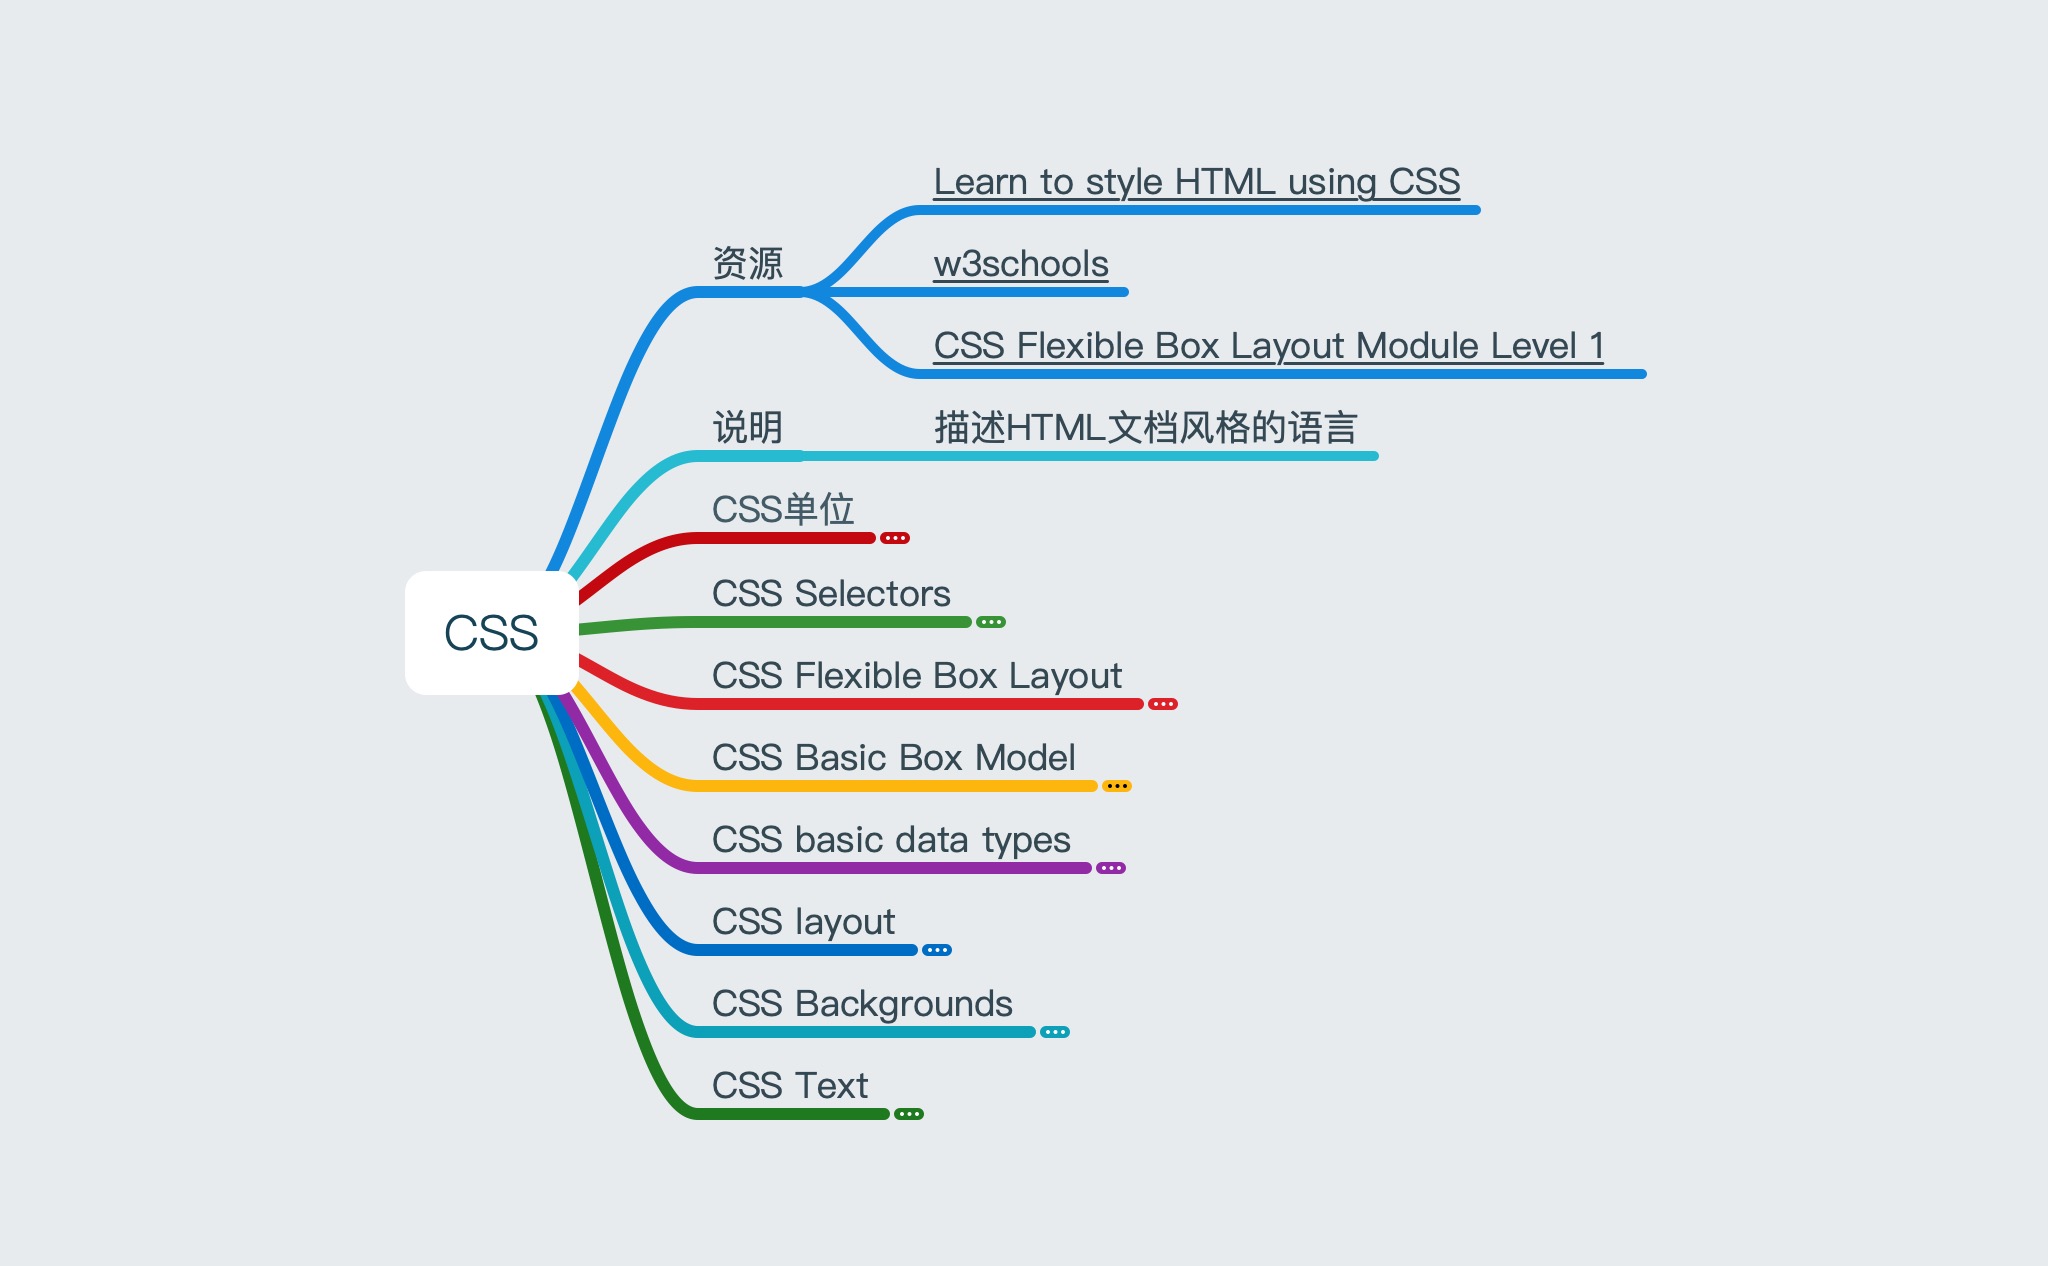 Learn to style HTML using CSS
资源
w3schools
CSS Flexible Box Layout Module Level 1
说明
描述HTML文档风格的语言
CSS单位
CSS Selectors
CSS
CSS Flexible Box Layout
CSS Basic Box Model
CSS basic data types
CSS layout
CSS Backgrounds
CSS Text